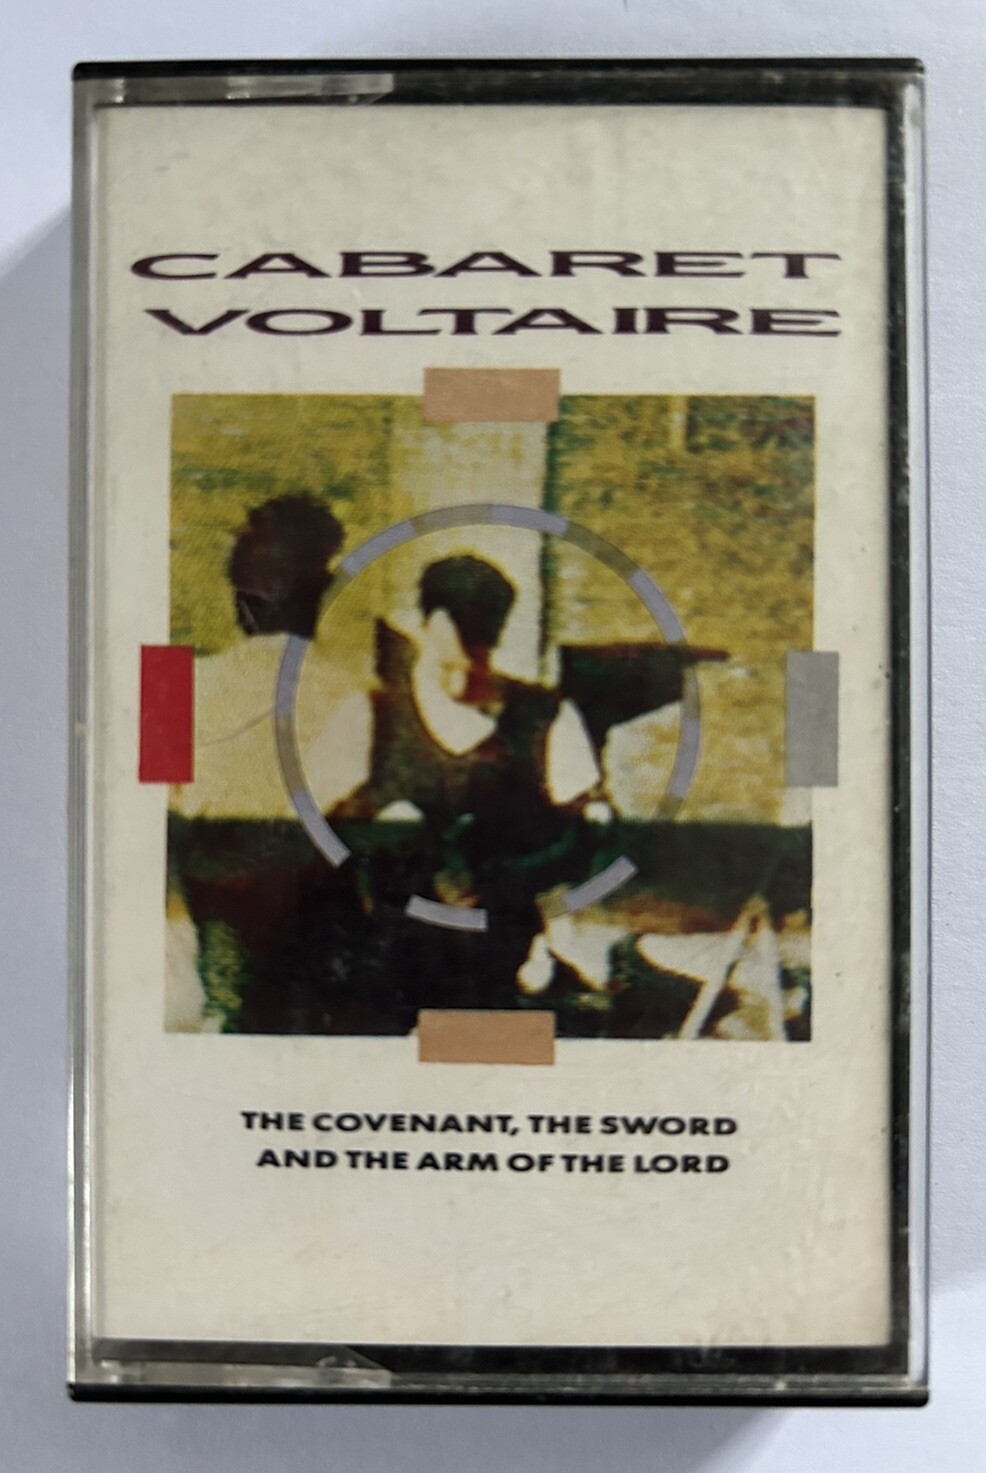 CABARET
VOLTAIRE
THE COVENANT, THE SWORD
AND THE ARM OF THE LORD